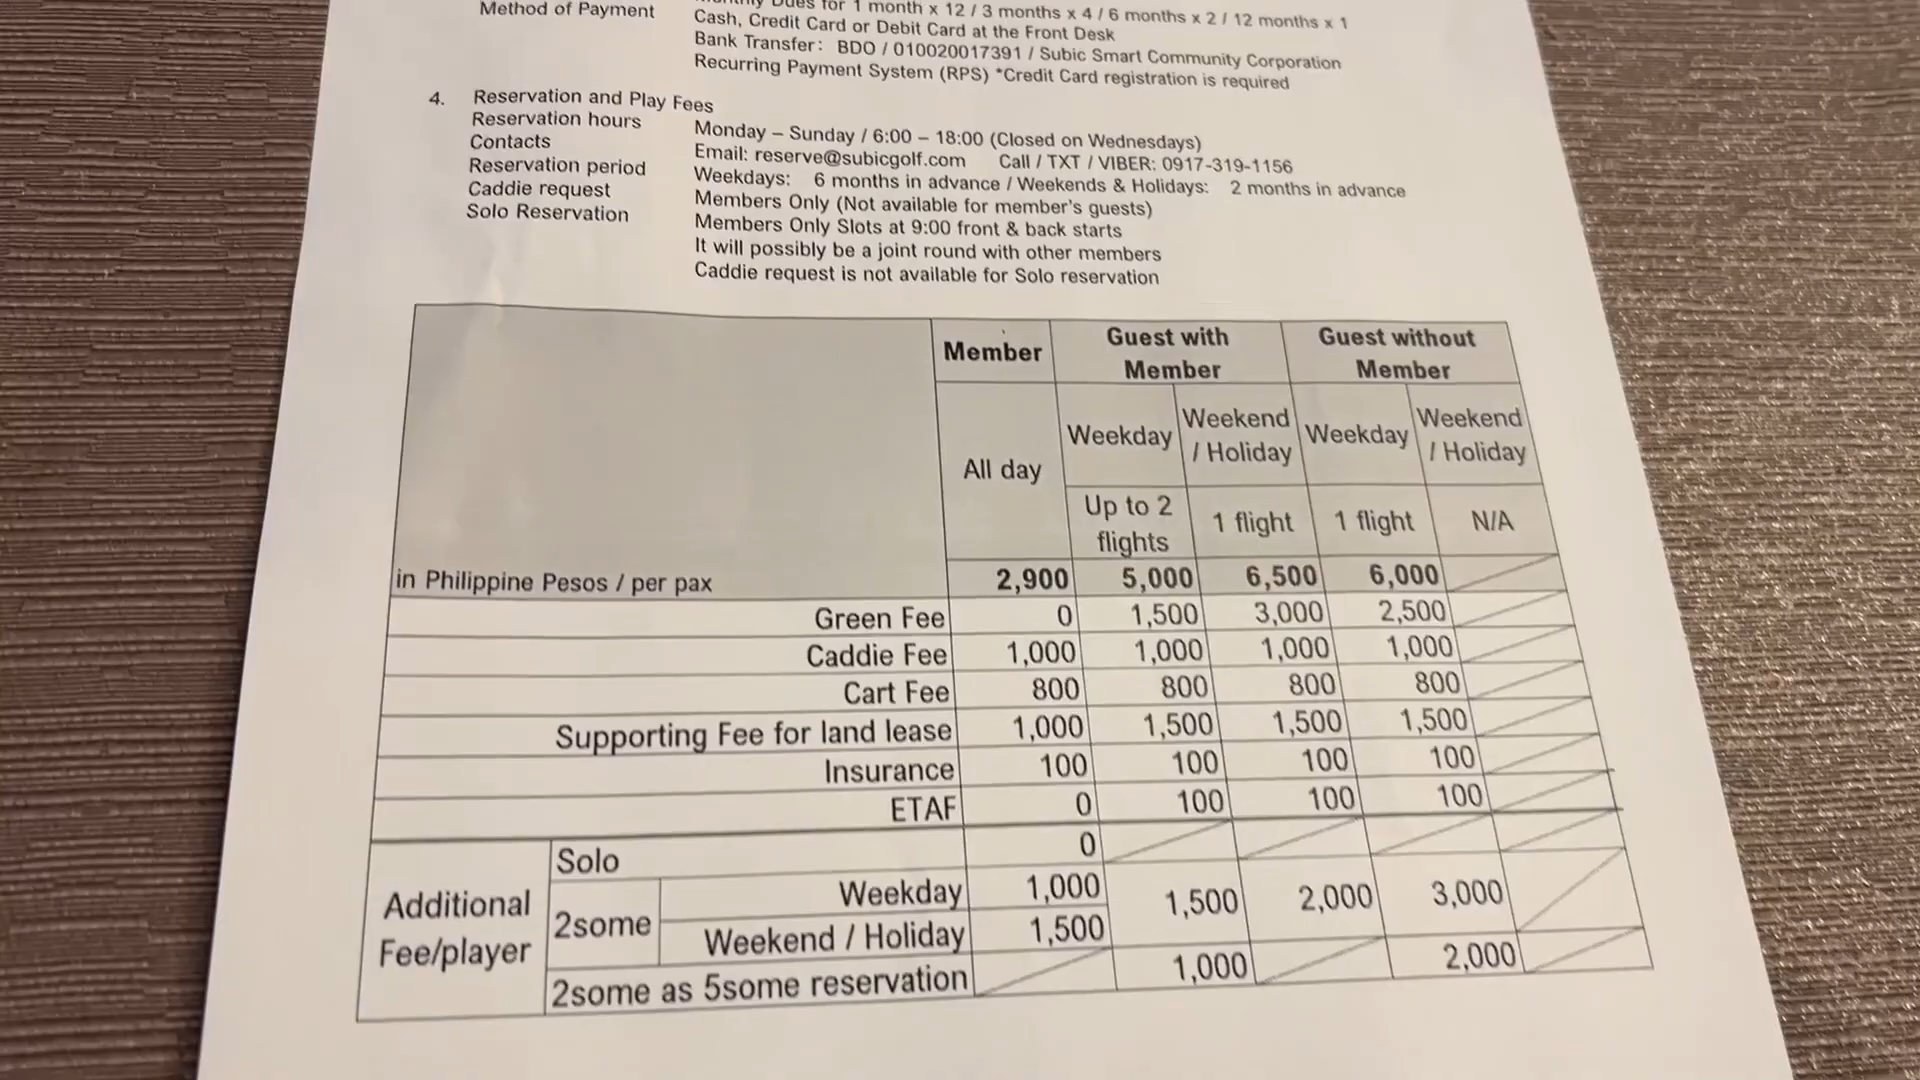 Monthly Dues for 1 month x 12 / 3 months x 4 / 6 months x 2 / 12 months x 1
Method of Payment Cash, Credit Card or Debit Card at the Front Desk
Bank Transfer: BDO / 010020017391 / Subic Smart Community Corporation
Recurring Payment System (RPS) *Credit Card registration is required
4. Reservation and Play Fees
Reservation hours Monday – Sunday / 6:00 – 18:00 (Closed on Wednesdays)
Contacts Email: reserve@subicgolf.com Call / TXT / VIBER: 0917-319-1156
Reservation period Weekdays: 6 months in advance / Weekends & Holidays: 2 months in advance
Caddie request Members Only (Not available for member's guests)
Solo Reservation Members Only Slots at 9:00 front & back starts
It will possibly be a joint round with other members
Caddie request is not available for Solo reservation
Member Guest with Member Guest without Member
All day Weekday Weekend / Holiday Weekday Weekend / Holiday
Up to 2 flights 1 flight 1 flight N/A
in Philippine Pesos / per pax 2,900 5,000 6,500 6,000
Green Fee 0 1,500 3,000 2,500
Caddie Fee 1,000 1,000 1,000 1,000
Cart Fee 800 800 800 800
Supporting Fee for land lease 1,000 1,500 1,500 1,500
Insurance 100 100 100 100
ETAF 0 100 100 100
Additional Fee/player
Solo 0
2some Weekday 1,000 1,500 2,000 3,000
Weekend / Holiday 1,500
2some as 5some reservation 1,000 2,000